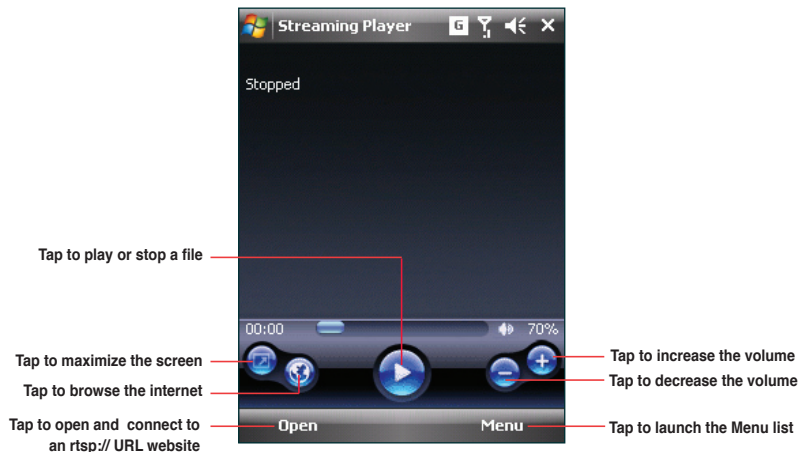 Streaming Player G
Stopped
Tap to play or stop a file
00:00 70%
Tap to maximize the screen
Tap to increase the volume
Tap to browse the internet
Tap to decrease the volume
Tap to open and connect to
an rtsp:// URL website
Open Menu
Tap to launch the Menu list